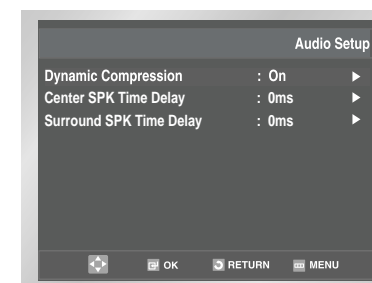 Audio Setup
Dynamic Compression : On
Center SPK Time Delay : 0ms
Surround SPK Time Delay : 0ms
OK RETURN MENU